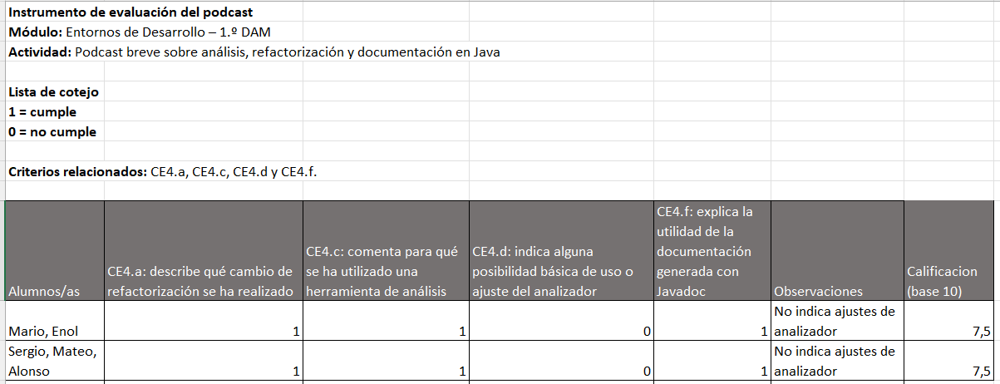 Instrumento de evaluación del podcast
Módulo: Entornos de Desarrollo – 1.º DAM
Actividad: Podcast breve sobre análisis, refactorización y documentación en Java
Lista de cotejo
1 = cumple
0 = no cumple
Criterios relacionados: CE4.a, CE4.c, CE4.d y CE4.f.
Alumnos/as
CE4.a: describe qué cambio de
refactorización se ha realizado
CE4.c: comenta para qué
se ha utilizado una
herramienta de análisis
CE4.d: indica alguna
posibilidad básica de uso o
ajuste del analizador
CE4.f: explica la
utilidad de la
documentación
generada con
Javadoc
Observaciones
Calificacion
(base 10)
Mario, Enol
1
1
0
1
No indica ajustes de
analizador
7,5
Sergio, Mateo,
Alonso
1
1
0
1
No indica ajustes de
analizador
7,5